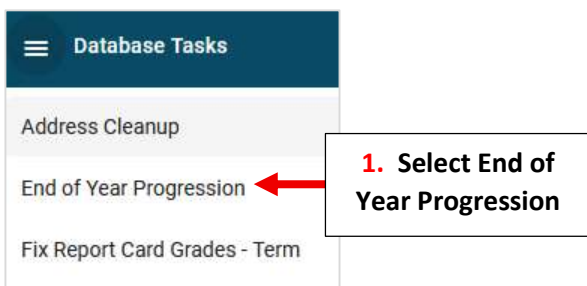 Database Tasks
Address Cleanup
End of Year Progression
1. Select End of
Year Progression
Fix Report Card Grades - Term